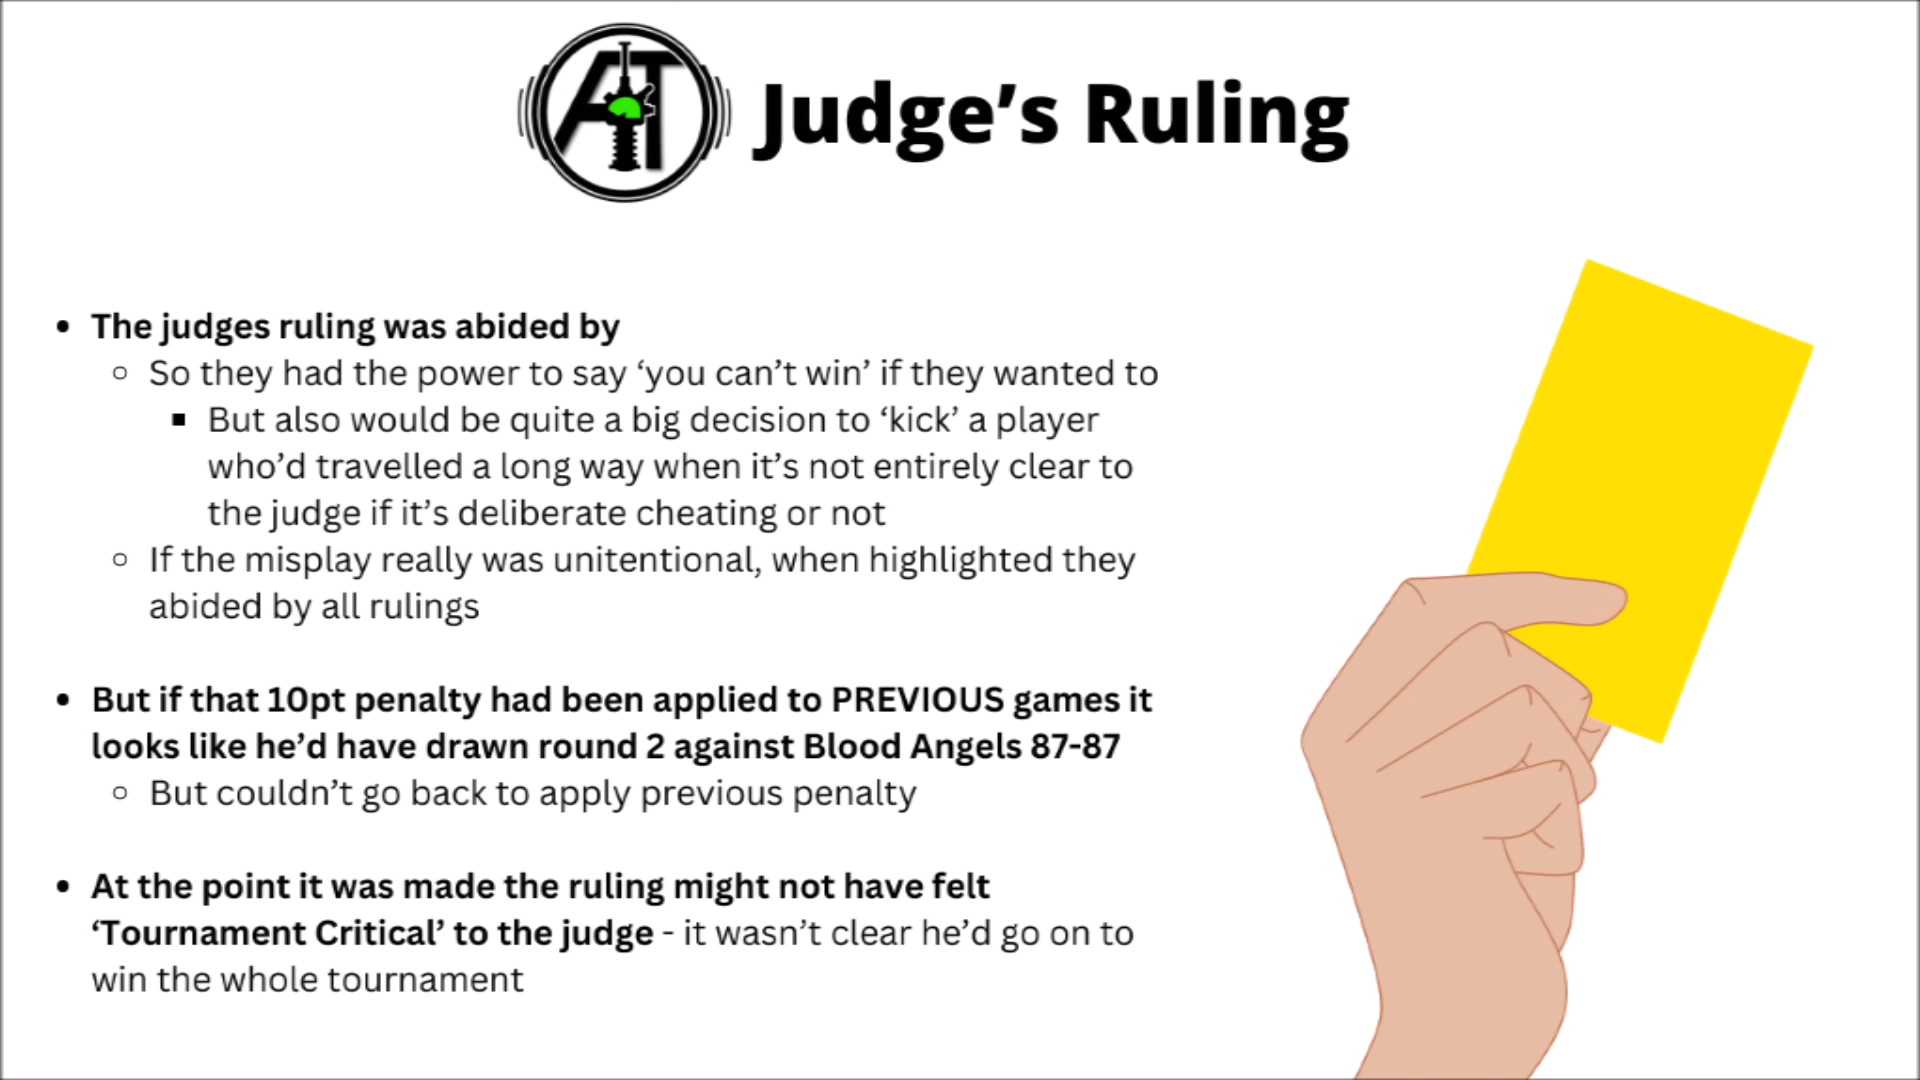 AT
Judge’s Ruling
• The judges ruling was abided by
○ So they had the power to say ‘you can’t win’ if they wanted to
▪ But also would be quite a big decision to ‘kick’ a player
who’d travelled a long way when it’s not entirely clear to
the judge if it’s deliberate cheating or not
○ If the misplay really was unitentional, when highlighted they
abided by all rulings
• But if that 10pt penalty had been applied to PREVIOUS games it
looks like he’d have drawn round 2 against Blood Angels 87-87
○ But couldn’t go back to apply previous penalty
• At the point it was made the ruling might not have felt
‘Tournament Critical’ to the judge - it wasn’t clear he’d go on to
win the whole tournament